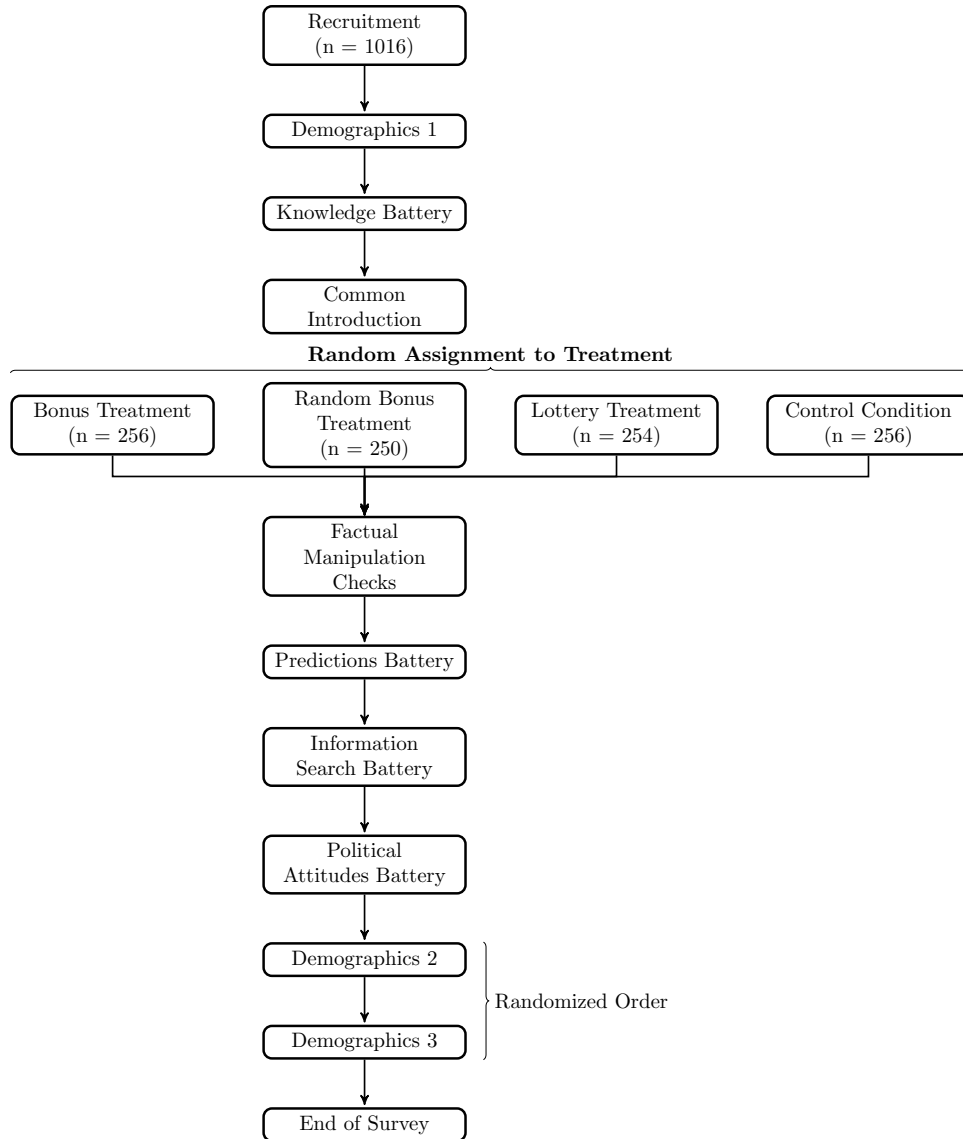 Recruitment
(n = 1016)
Demographics 1
Knowledge Battery
Common
Introduction
Random Assignment to Treatment
Bonus Treatment
(n = 256)
Random Bonus
Treatment
(n = 250)
Lottery Treatment
(n = 254)
Control Condition
(n = 256)
Factual
Manipulation
Checks
Predictions Battery
Information
Search Battery
Political
Attitudes Battery
Demographics 2
Randomized Order
Demographics 3
End of Survey